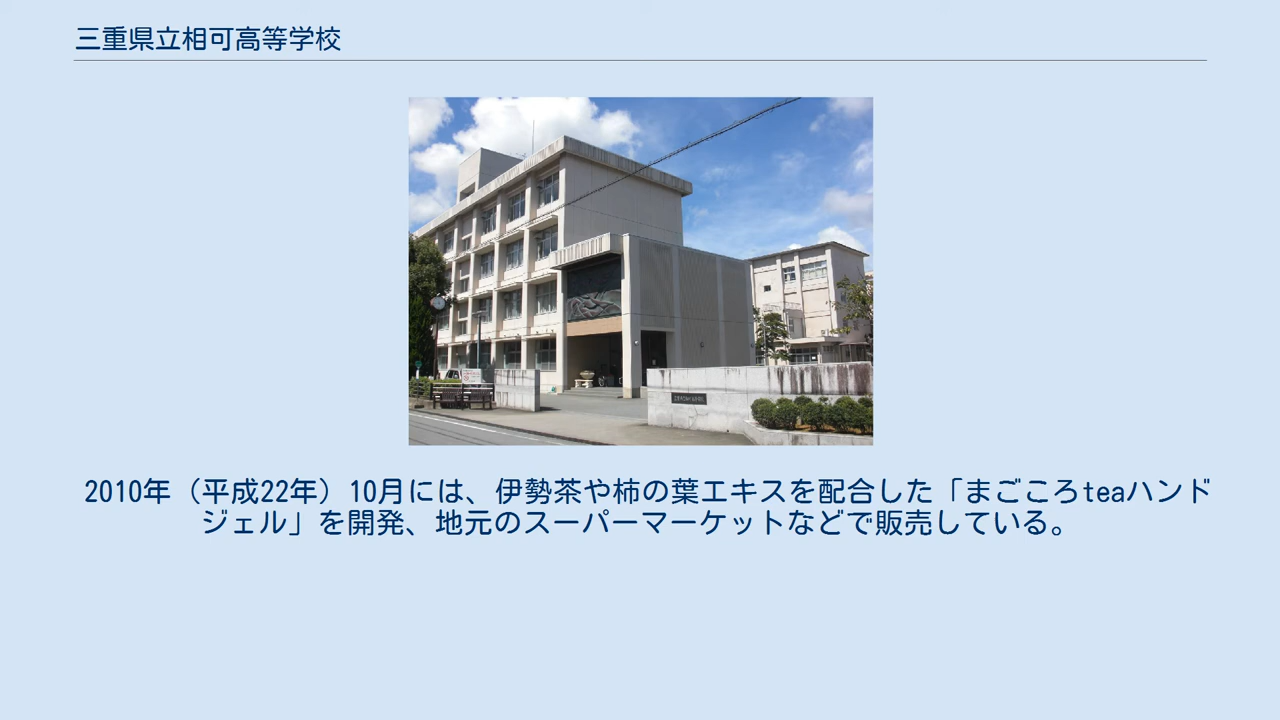 三重県立相可高等学校
2010年（平成22年）10月には、伊勢茶や柿の葉エキスを配合した「まごころteaハンド
ジェル」を開発、地元のスーパーマーケットなどで販売している。